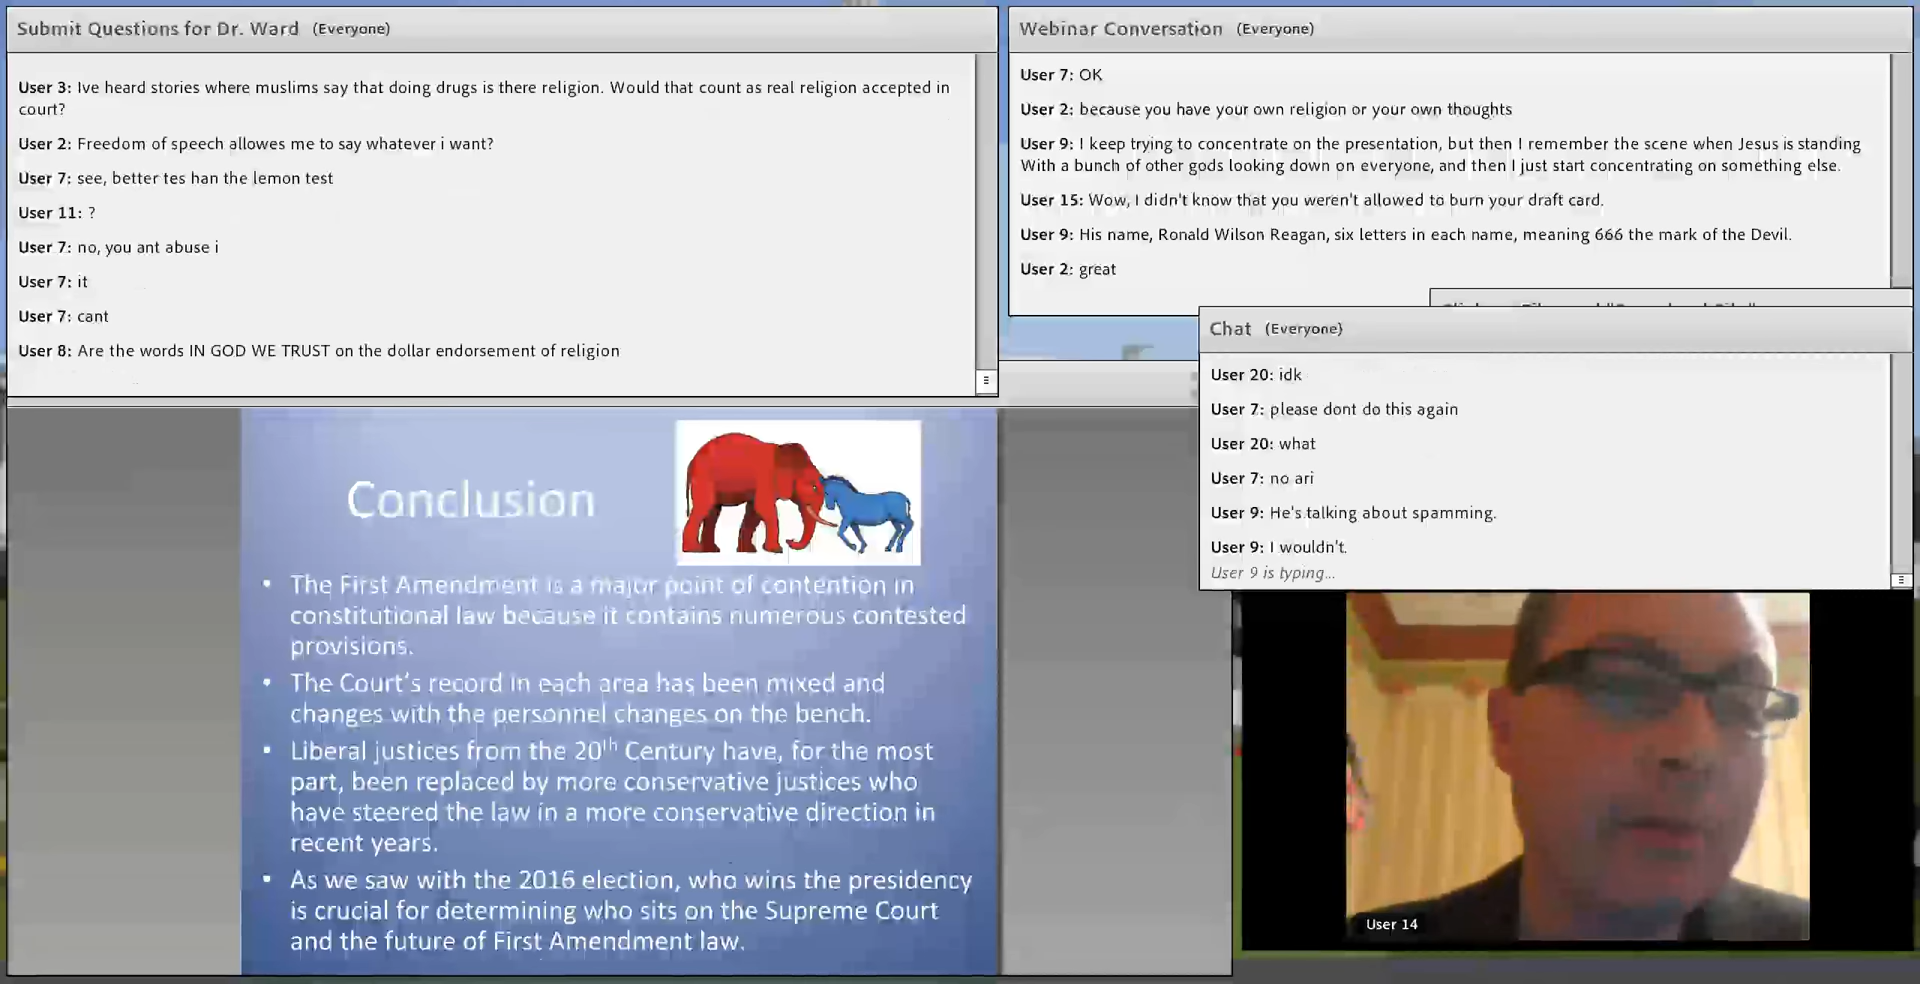 Submit Questions for Dr. Ward (Everyone)
User 3: Ive heard stories where muslims say that doing drugs is there religion. Would that count as real religion accepted in
court?
User 2: Freedom of speech allowes me to say whatever i want?
User 7: see, better tes han the lemon test
User 11: ?
User 7: no, you ant abuse i
User 7: it
User 7: cant
User 8: Are the words IN GOD WE TRUST on the dollar endorsement of religion
Webinar Conversation (Everyone)
User 7: OK
User 2: because you have your own religion or your own thoughts
User 9: I keep trying to concentrate on the presentation, but then I remember the scene when Jesus is standing
With a bunch of other gods looking down on everyone, and then I just start concentrating on something else.
User 15: Wow, I didn't know that you weren't allowed to burn your draft card.
User 9: His name, Ronald Wilson Reagan, six letters in each name, meaning 666 the mark of the Devil.
User 2: great
Chat (Everyone)
User 20: idk
User 7: please dont do this again
User 20: what
User 7: no ari
User 9: He's talking about spamming.
User 9: I wouldn't.
User 9 is typing...
Conclusion
• The First Amendment is a major point of contention in
constitutional law because it contains numerous contested
provisions.
• The Court's record in each area has been mixed and
changes with the personnel changes on the bench.
• Liberal justices from the 20th Century have, for the most
part, been replaced by more conservative justices who
have steered the law in a more conservative direction in
recent years.
• As we saw with the 2016 election, who wins the presidency
is crucial for determining who sits on the Supreme Court
and the future of First Amendment law.
User 14